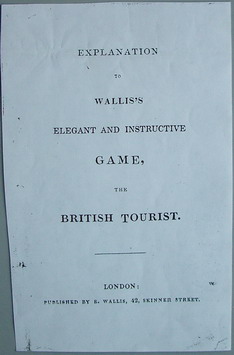 EXPLANATION
TO
WALLIS'S
ELEGANT AND INSTRUCTIVE
GAME,
THE
BRITISH TOURIST.
LONDON:
PUBLISHED BY E. WALLIS, 42, SKINNER STREET.